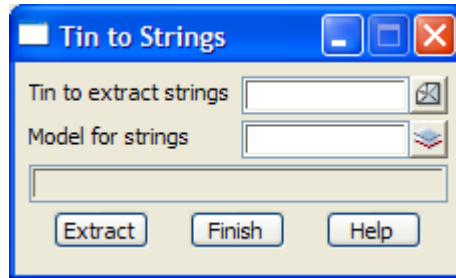 Tin to Strings
Tin to extract strings
Model for strings
Extract Finish Help